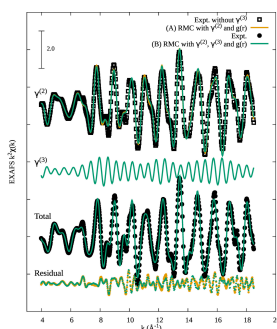 Expt. without γ(3)
(A) RMC with γ(2) and g(r)
Expt.
(B) RMC with γ(2), γ(3) and g(r)
2.0
γ(2)
γ(3)
Total
Residual
EXAFS k²χ(k)
4 6 8 10 12 14 16 18 2
k (Å⁻¹)